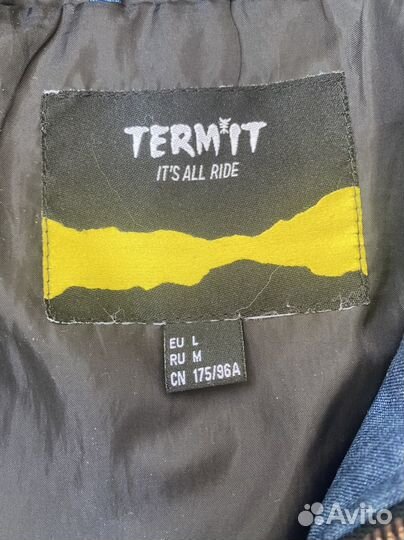 TERMIT
IT'S ALL RIDE
EU L
RU M
CN 175/96A
Avito